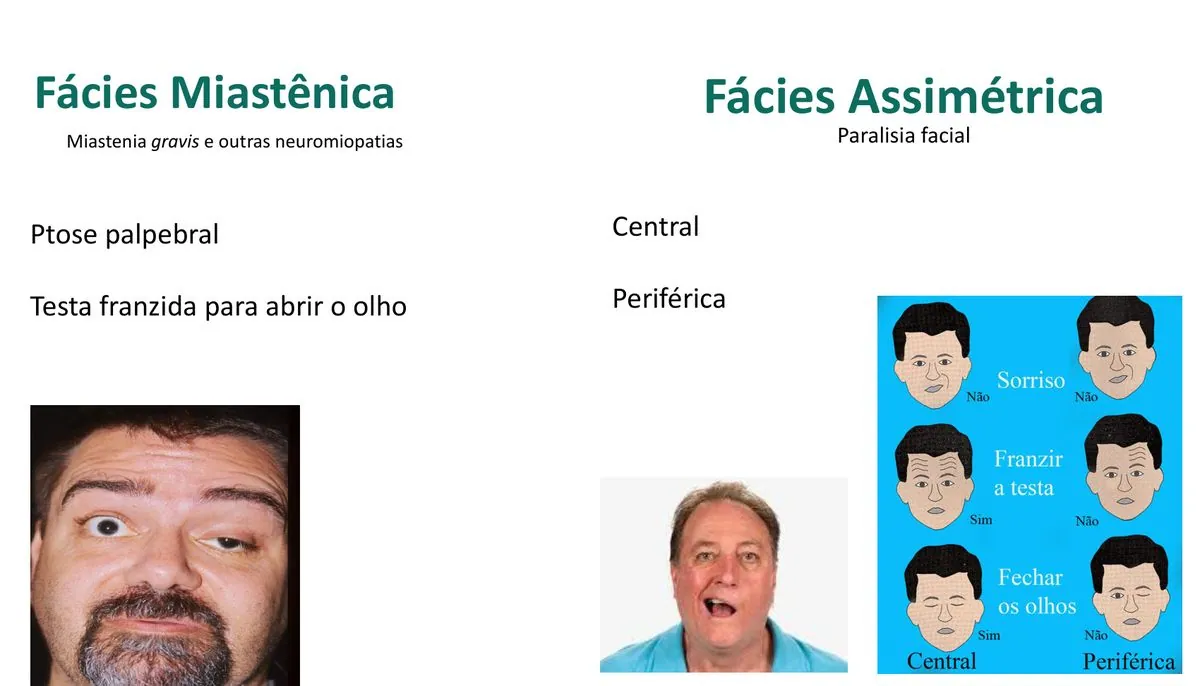 Fácies Miastênica
Miastenia gravis e outras neuromiopatias
Ptose palpebral
Testa franzida para abrir o olho
Fácies Assimétrica
Paralisia facial
Central
Periférica
Sorriso
Não
Não
Franzir
a testa
Sim
Não
Fechar
os olhos
Sim
Não
Central
Periférica